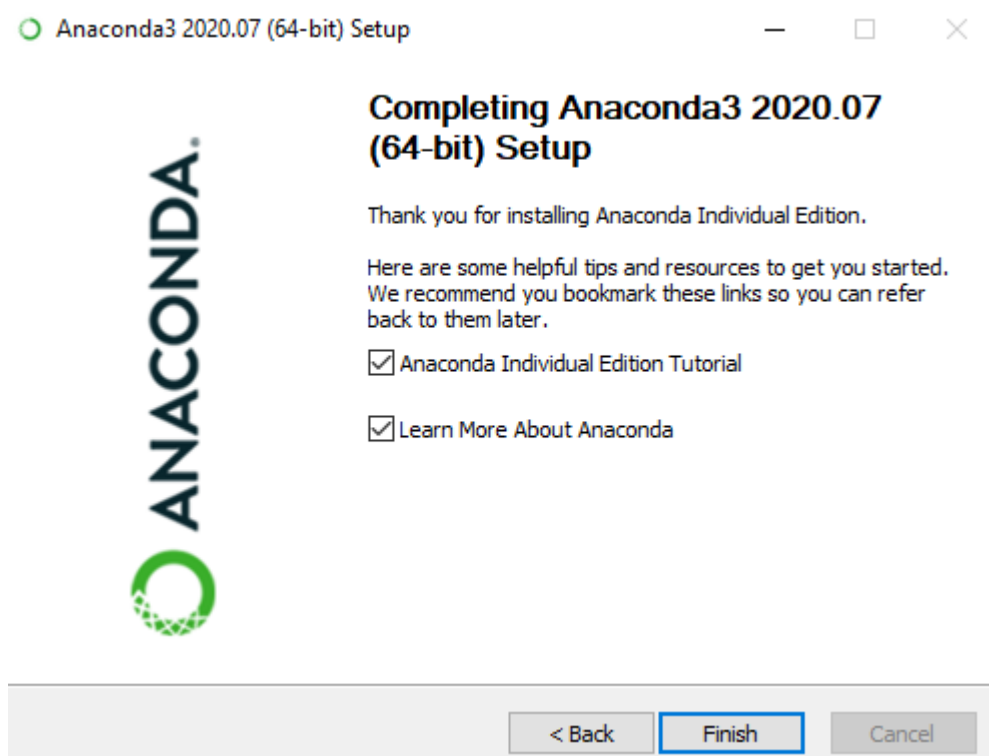 Anaconda3 2020.07 (64-bit) Setup
Completing Anaconda3 2020.07
(64-bit) Setup
ANACONDA.
Thank you for installing Anaconda Individual Edition.
Here are some helpful tips and resources to get you started.
We recommend you bookmark these links so you can refer
back to them later.
Anaconda Individual Edition Tutorial
Learn More About Anaconda
< Back
Finish
Cancel